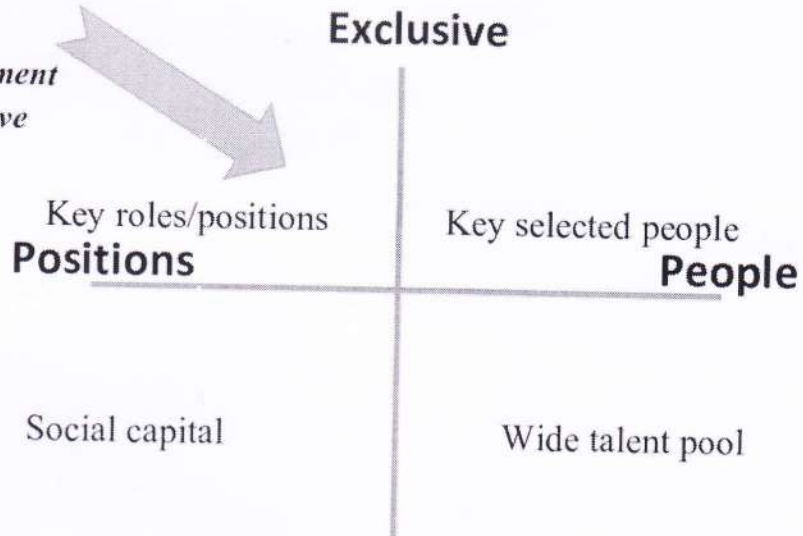 Exclusive
Key roles/positions
Key selected people
Positions
People
Social capital
Wide talent pool